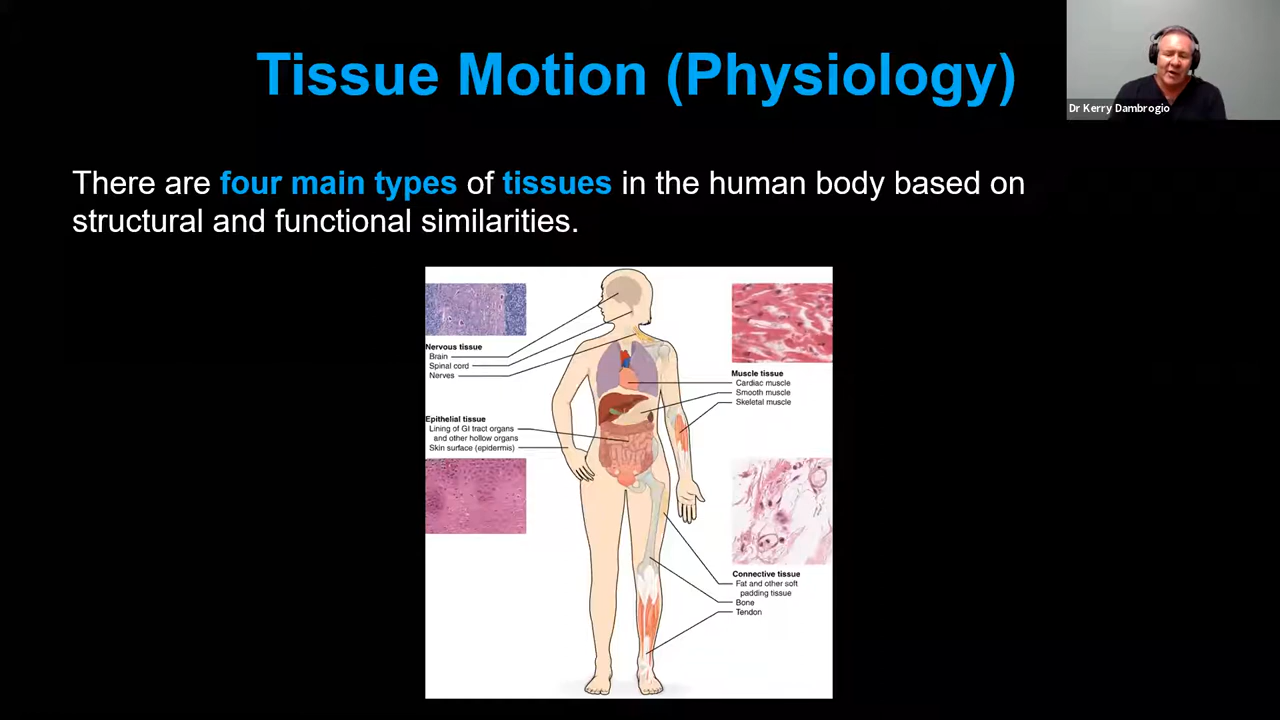 Tissue Motion (Physiology)
Dr Kerry Dambrogio
There are four main types of tissues in the human body based on
structural and functional similarities.
Nervous tissue
Brain
Spinal cord
Nerves
Muscle tissue
Cardiac muscle
Smooth muscle
Skeletal muscle
Epithelial tissue
Lining of GI tract organs
and other hollow organs
Skin surface (epidermis)
Connective tissue
Fat and other soft
padding tissue
Bone
Tendon